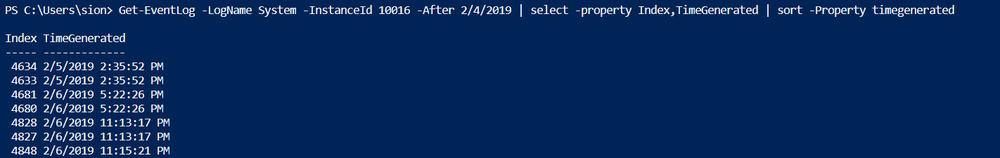 PS C:\Users\sion> Get-EventLog -LogName System -InstanceId 10016 -After 2/4/2019 | select -property Index,TimeGenerated | sort -Property timegenerated
Index TimeGenerated
----- -------------
4634 2/5/2019 2:35:52 PM
4633 2/5/2019 2:35:52 PM
4681 2/6/2019 5:22:26 PM
4680 2/6/2019 5:22:26 PM
4828 2/6/2019 11:13:17 PM
4827 2/6/2019 11:13:17 PM
4848 2/6/2019 11:15:21 PM